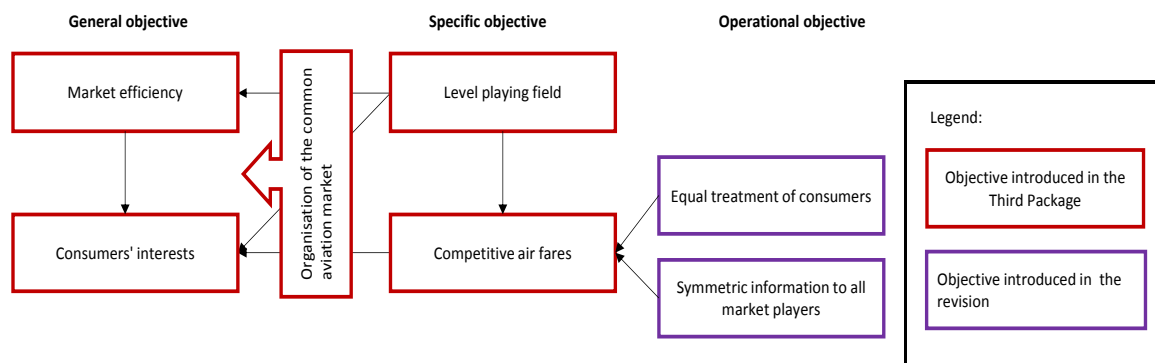 General objective
Specific objective
Operational objective
Market efficiency
Organisation of the common
aviation market
Level playing field
Legend:
Objective introduced in the
Third Package
Equal treatment of consumers
Consumers' interests
Competitive air fares
Symmetric information to all
market players
Objective introduced in the
revision